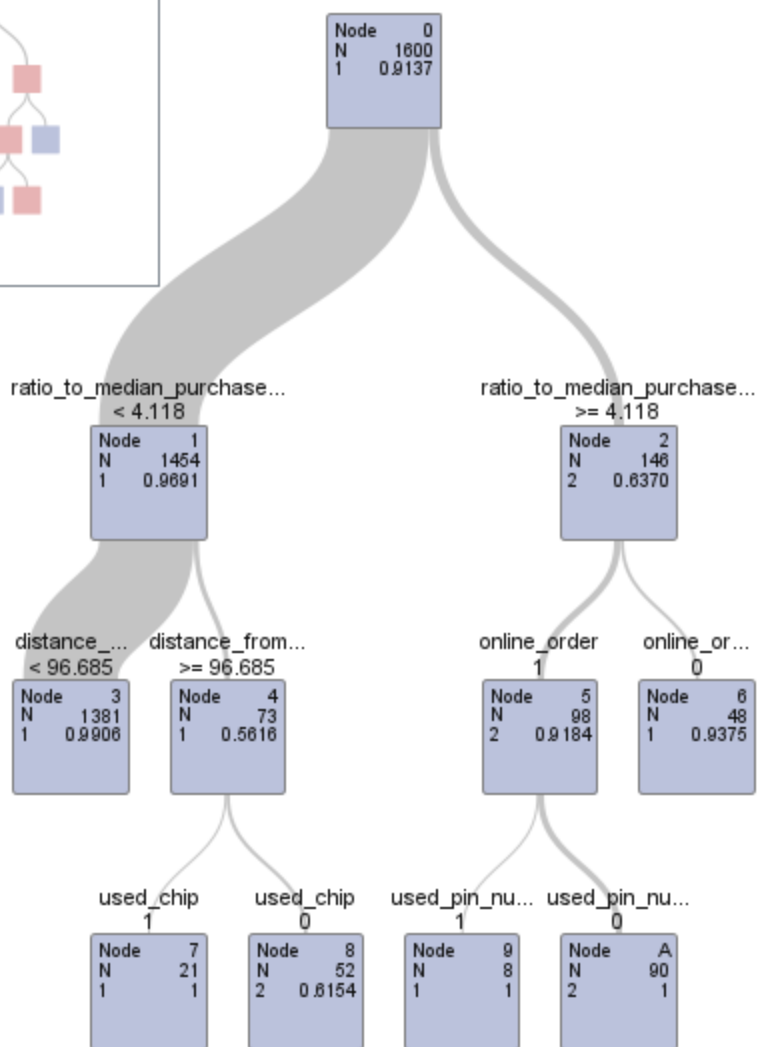 Node 0
N 1600
1 0.9137
ratio_to_median_purchase... ratio_to_median_purchase...
< 4.118 >= 4.118
Node 1 Node 2
N 1454 N 146
1 0.9691 2 0.6370
distance_... distance_from... online_order online_or...
< 96.685 >= 96.685 1 0
Node 3 Node 4 Node 5 Node 6
N 1381 N 73 N 98 N 48
1 0.9906 1 0.5616 2 0.9184 1 0.9375
used_chip used_chip used_pin_nu... used_pin_nu...
1 0 1 0
Node 7 Node 8 Node 9 Node A
N 21 N 52 N 8 N 90
1 1 2 0.6154 1 1 2 1